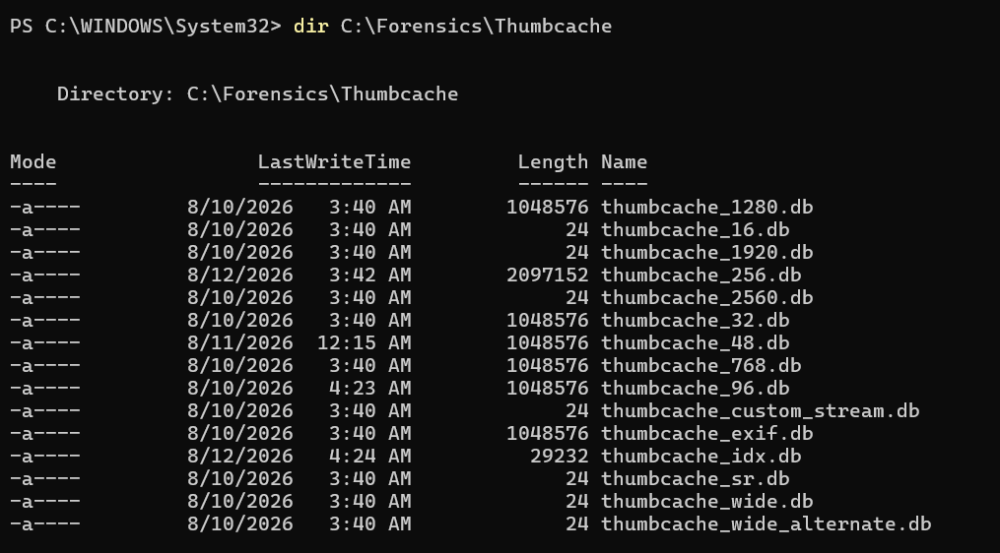 PS C:\WINDOWS\System32> dir C:\Forensics\Thumbcache
Directory: C:\Forensics\Thumbcache
Mode                 LastWriteTime         Length Name
----                 -------------         ------ ----
-a----         8/10/2026   3:40 AM        1048576 thumbcache_1280.db
-a----         8/10/2026   3:40 AM             24 thumbcache_16.db
-a----         8/10/2026   3:40 AM             24 thumbcache_1920.db
-a----         8/12/2026   3:42 AM        2097152 thumbcache_256.db
-a----         8/10/2026   3:40 AM             24 thumbcache_2560.db
-a----         8/10/2026   3:40 AM        1048576 thumbcache_32.db
-a----         8/11/2026  12:15 AM        1048576 thumbcache_48.db
-a----         8/10/2026   3:40 AM        1048576 thumbcache_768.db
-a----         8/10/2026   4:23 AM        1048576 thumbcache_96.db
-a----         8/10/2026   3:40 AM             24 thumbcache_custom_stream.db
-a----         8/10/2026   3:40 AM        1048576 thumbcache_exif.db
-a----         8/12/2026   4:24 AM          29232 thumbcache_idx.db
-a----         8/10/2026   3:40 AM             24 thumbcache_sr.db
-a----         8/10/2026   3:40 AM             24 thumbcache_wide.db
-a----         8/10/2026   3:40 AM             24 thumbcache_wide_alternate.db